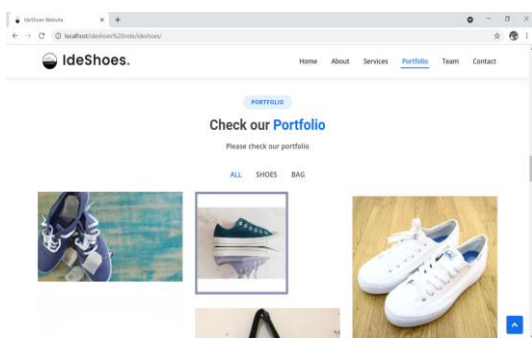 IdeShoes Website
localhost/ideshoes%20note/ideshoes/
IdeShoes.
Home About Services Portfolio Team Contact
PORTFOLIO
Check our Portfolio
Please check our portfolio
ALL SHOES BAG